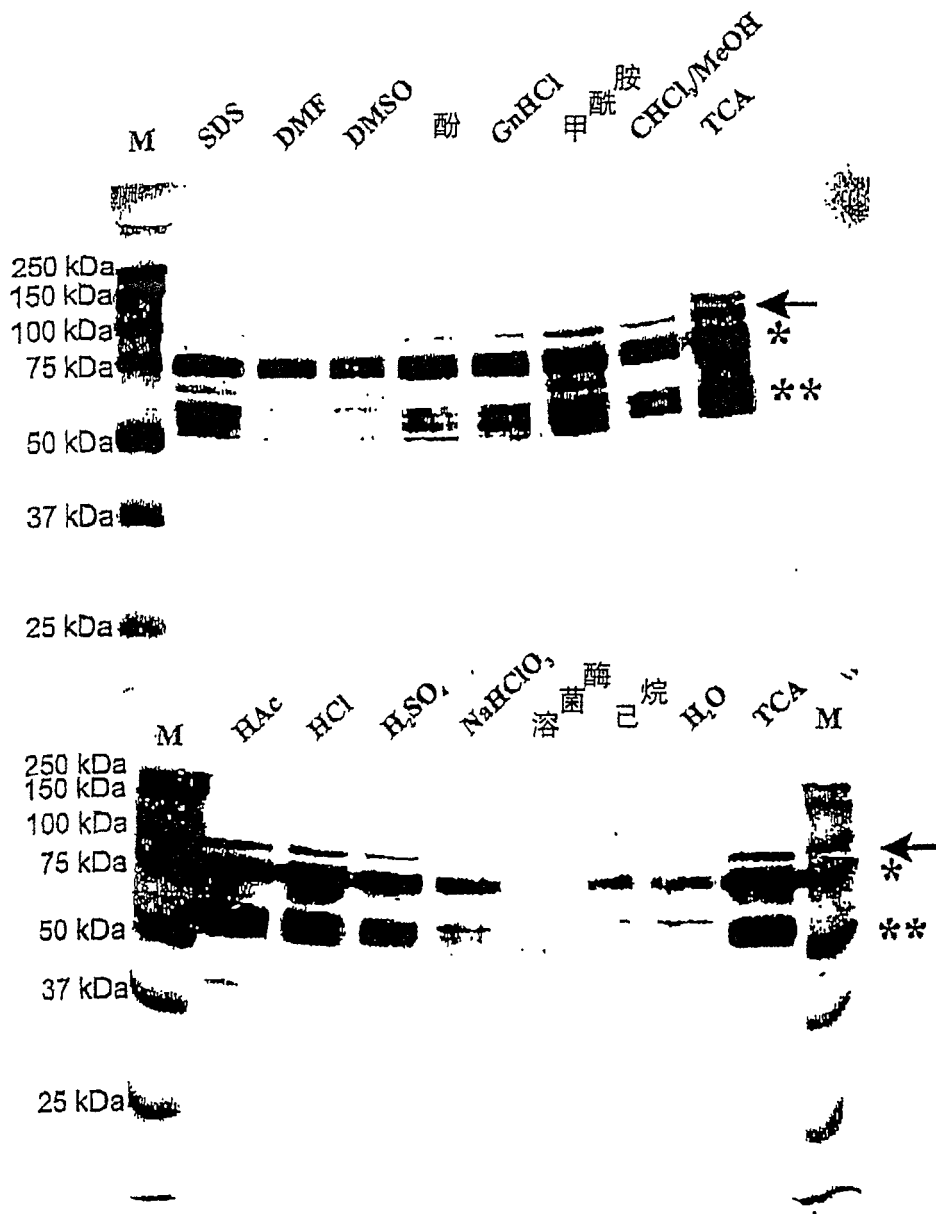 M SDS DMF DMSO 酚 GnHCl 甲酰胺 CHCl₃/MeOH TCA
250 kDa
150 kDa
100 kDa
*
75 kDa
**
50 kDa
37 kDa
25 kDa
M HAc HCl H₂SO₄ NaHClO₃ 溶菌酶 己烷 H₂O TCA M
250 kDa
150 kDa
100 kDa
75 kDa
*
50 kDa
**
37 kDa
25 kDa